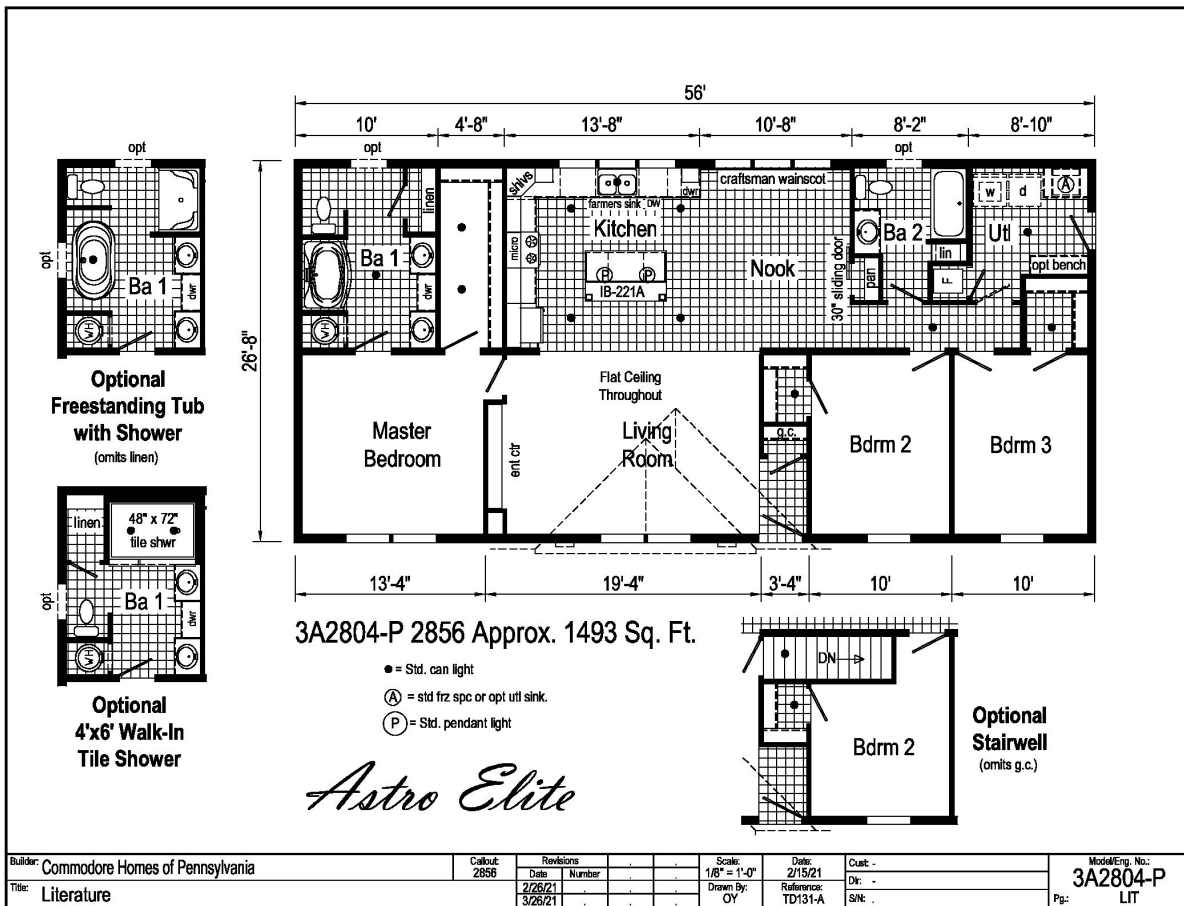 56'
10'
4'-8"
13'-8"
10'-8"
8'-2"
8'-10"
opt
opt
opt
26'-8"
opt
Ba 1
dwr
WH
Optional
Freestanding Tub
with Shower
(omits linen)
linen
48" x 72"
tile shwr
opt
Ba 1
dwr
WH
Optional
4'x6' Walk-In
Tile Shower
linen
Ba 1
dwr
WH
shlvs
farmers sink
DW
dwr
micro
Kitchen
P
P
IB-221A
craftsman wainscot
Nook
30" sliding door
Ba 2
pan
lin
F
w
d
A
Utl
opt bench
Master
Bedroom
ent ctr
Flat Ceiling
Throughout
Living
Room
g.c.
Bdrm 2
Bdrm 3
13'-4"
19'-4"
3'-4"
10'
10'
3A2804-P 2856 Approx. 1493 Sq. Ft.
= Std. can light
A = std frz spc or opt utl sink.
P = Std. pendant light
Astro Elite
DN
Bdrm 2
Optional
Stairwell
(omits g.c.)
Builder: Commodore Homes of Pennsylvania
Title: Literature
Callout:
2856
Revisions
Date Number
2/26/21
3/26/21
Scale:
1/8" = 1'-0"
Drawn By:
OY
Date:
2/15/21
Reference:
TD131-A
Cust: -
Dir: -
S/N: .
Model/Eng. No.:
3A2804-P
Pg.: LIT